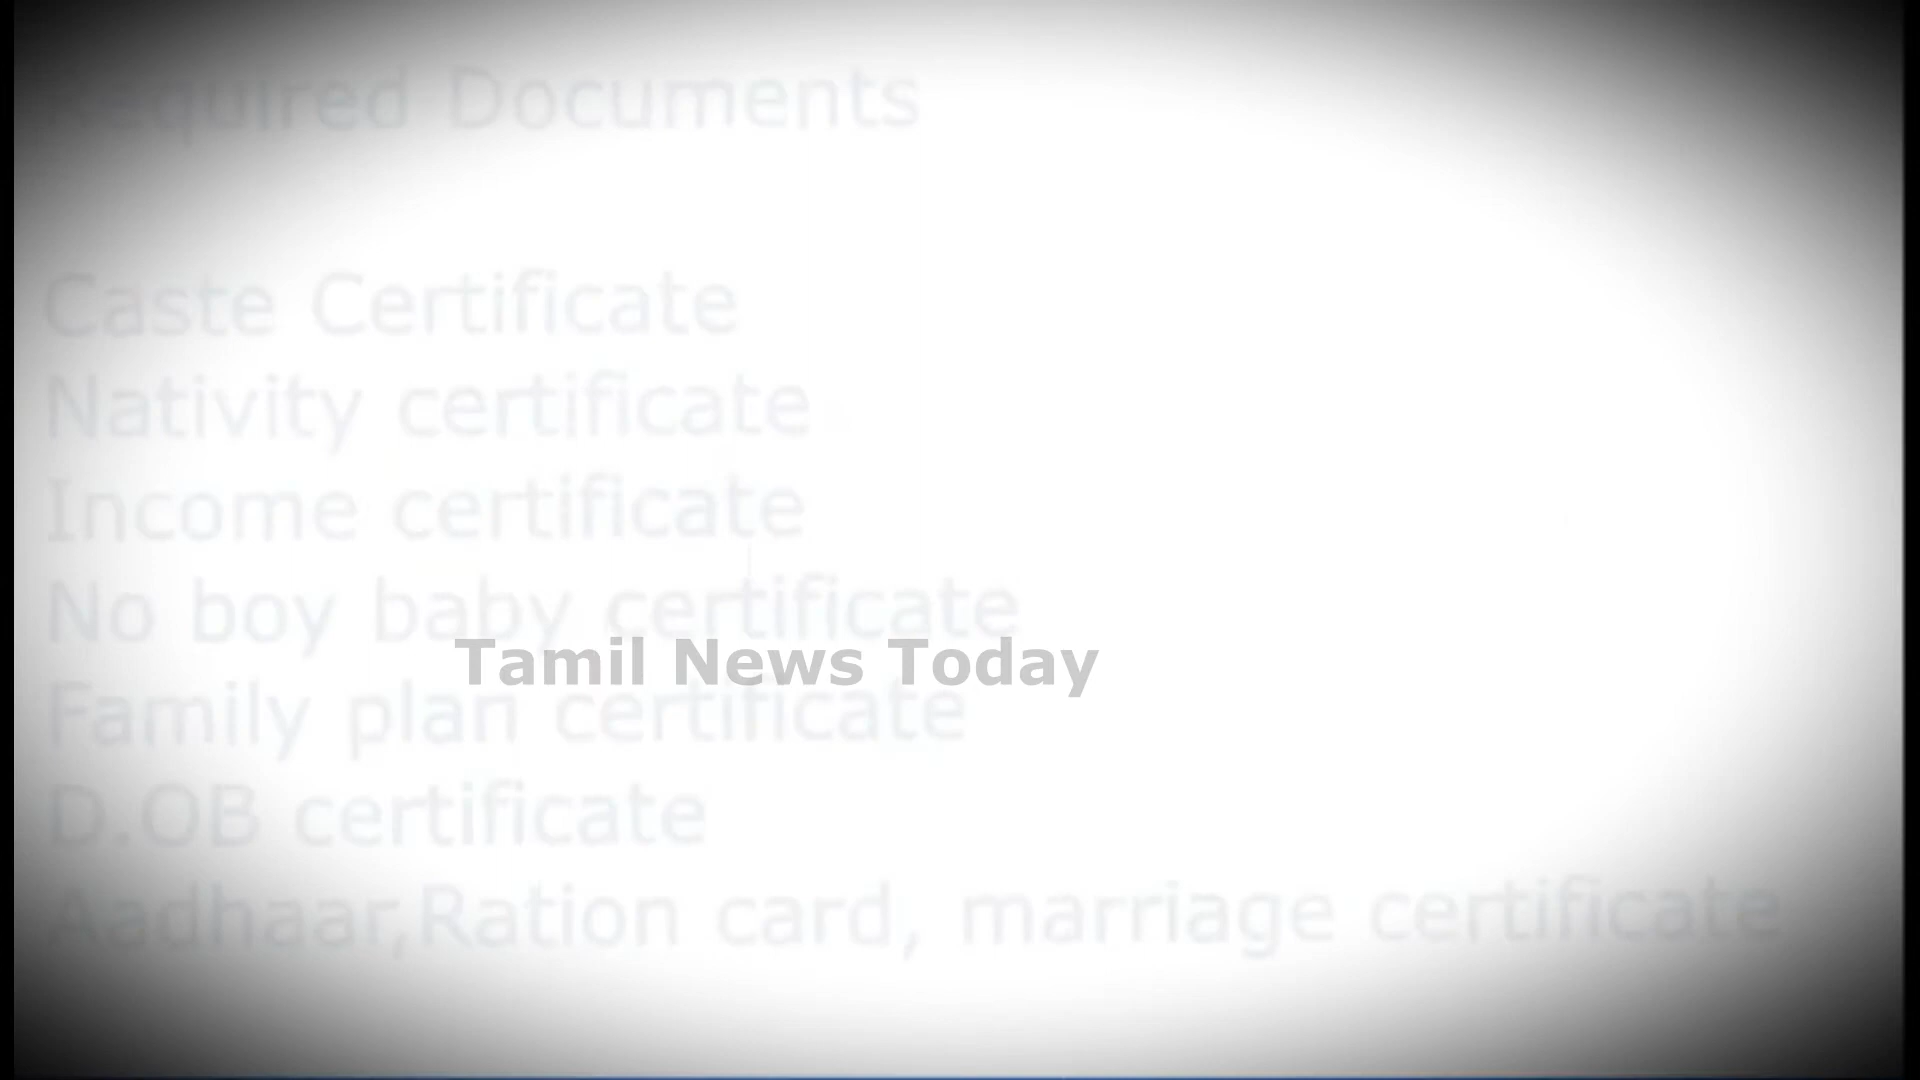 Required Documents
Caste Certificate
Nativity certificate
Income certificate
No boy baby certificate
Tamil News Today
Family plan certificate
D.OB certificate
Aadhaar,Ration card, marriage certificate